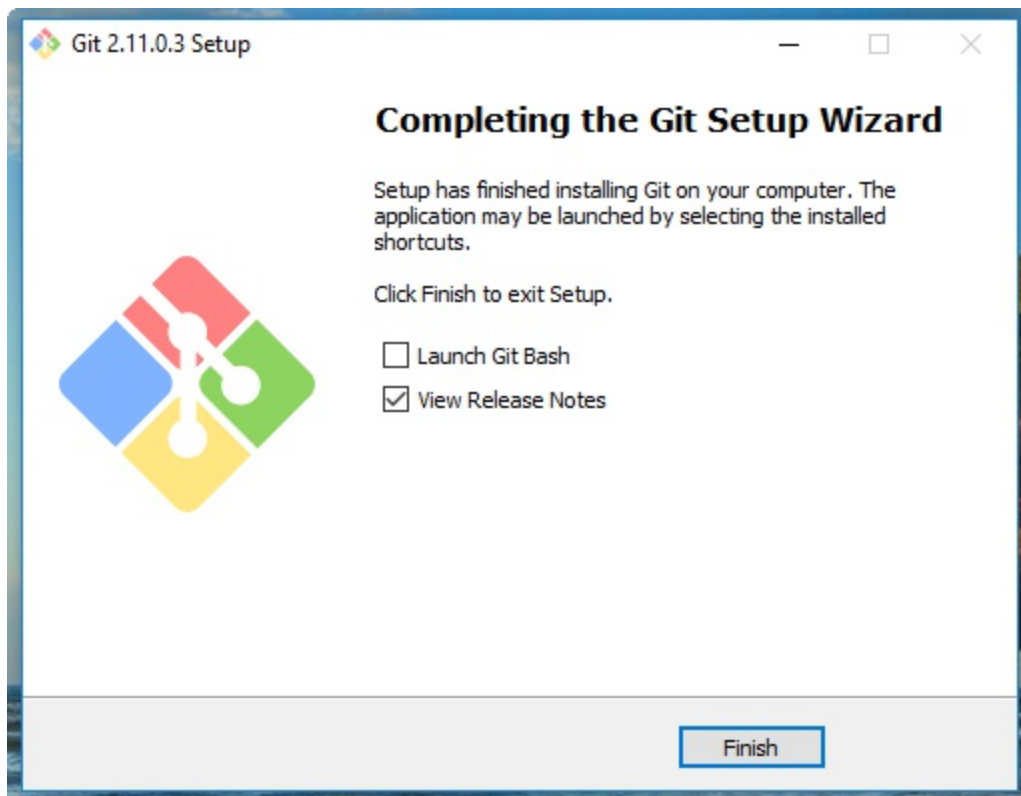 Git 2.11.0.3 Setup
Completing the Git Setup Wizard
Setup has finished installing Git on your computer. The
application may be launched by selecting the installed
shortcuts.
Click Finish to exit Setup.
Launch Git Bash
View Release Notes
Finish